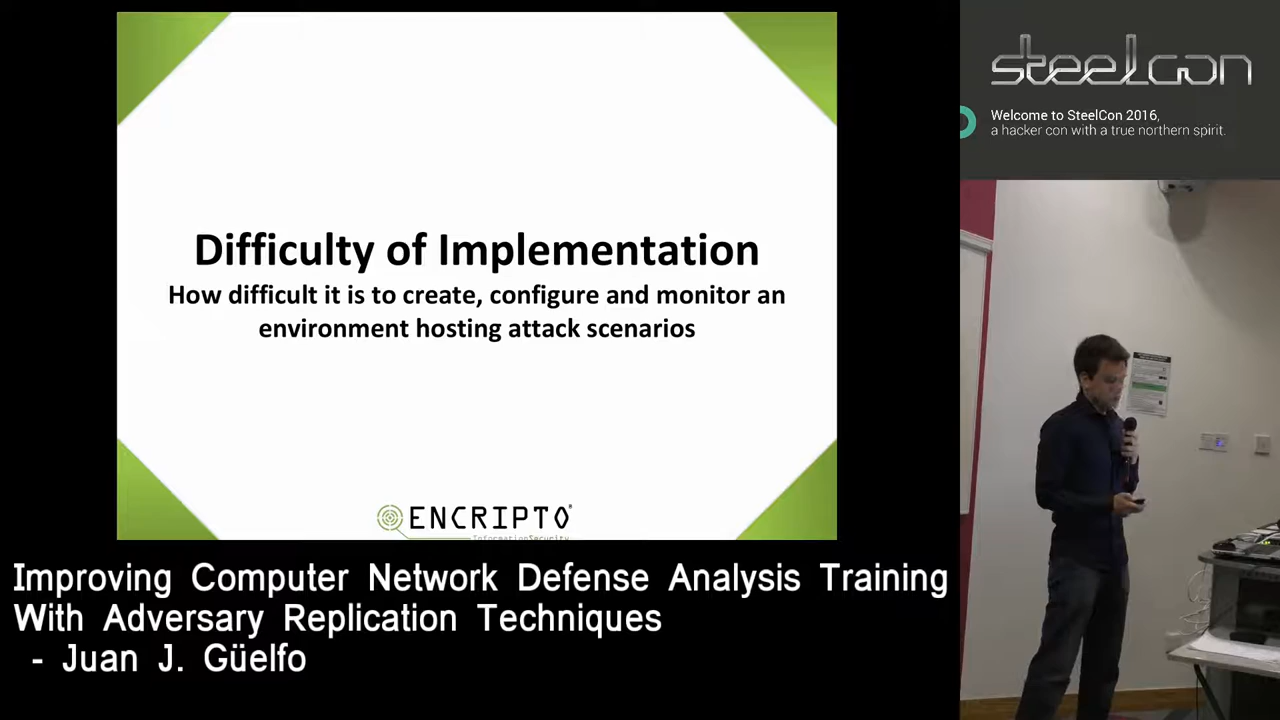 Difficulty of Implementation
How difficult it is to create, configure and monitor an
environment hosting attack scenarios
ENCRIPTO
InformationSecurity
steelcon
Welcome to SteelCon 2016,
a hacker con with a true northern spirit.
Improving Computer Network Defense Analysis Training
With Adversary Replication Techniques
- Juan J. Güelfo